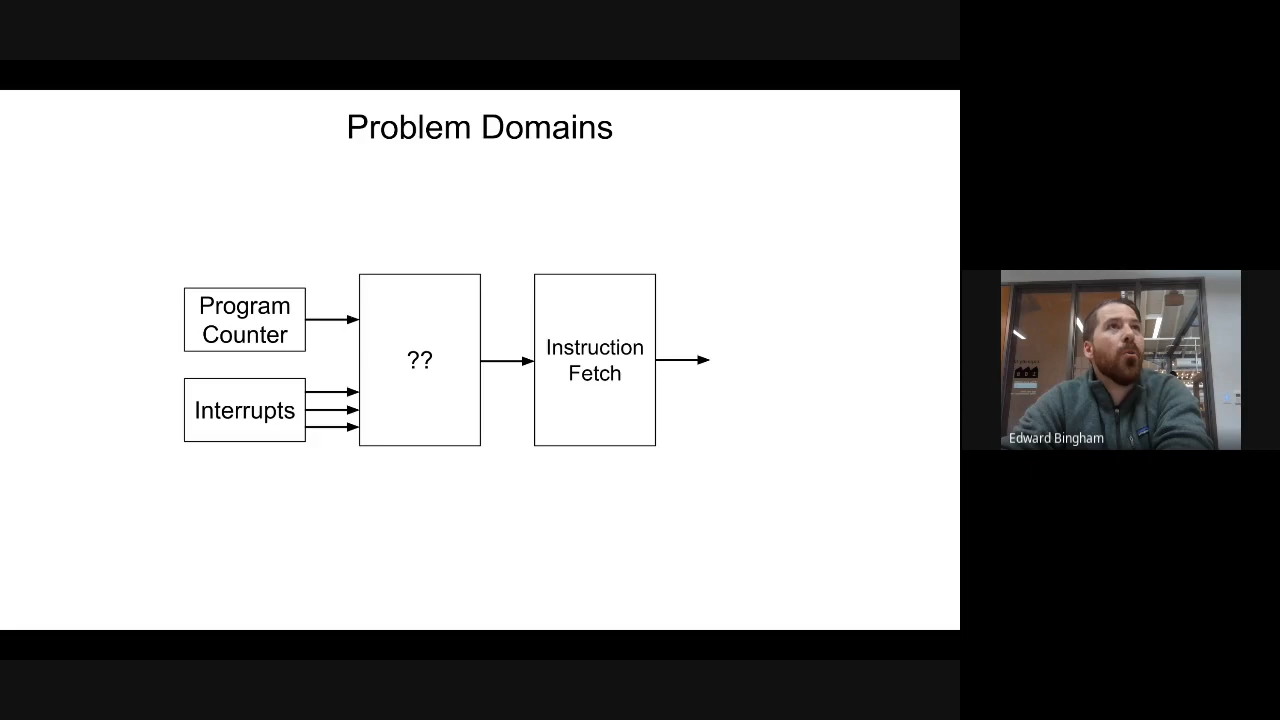 Problem Domains
Program
Counter
Interrupts
??
Instruction
Fetch
Edward Bingham